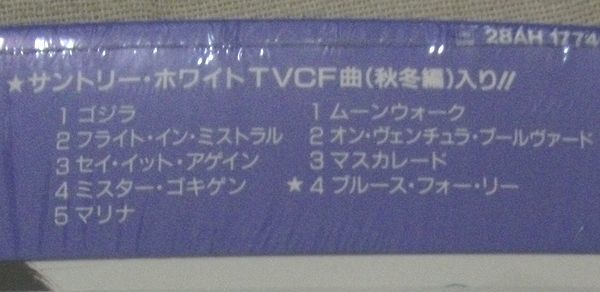 28AH 1774
★サントリー・ホワイトTVCF曲(秋冬編)入り!!
1 ゴジラ
2 フライト・イン・ミストラル
3 セイ・イット・アゲイン
4 ミスター・ゴキゲン
5 マリナ
1 ムーンウォーク
2 オン・ヴェンチュラ・ブールヴァード
3 マスカレード
★4 ブルース・フォー・リー